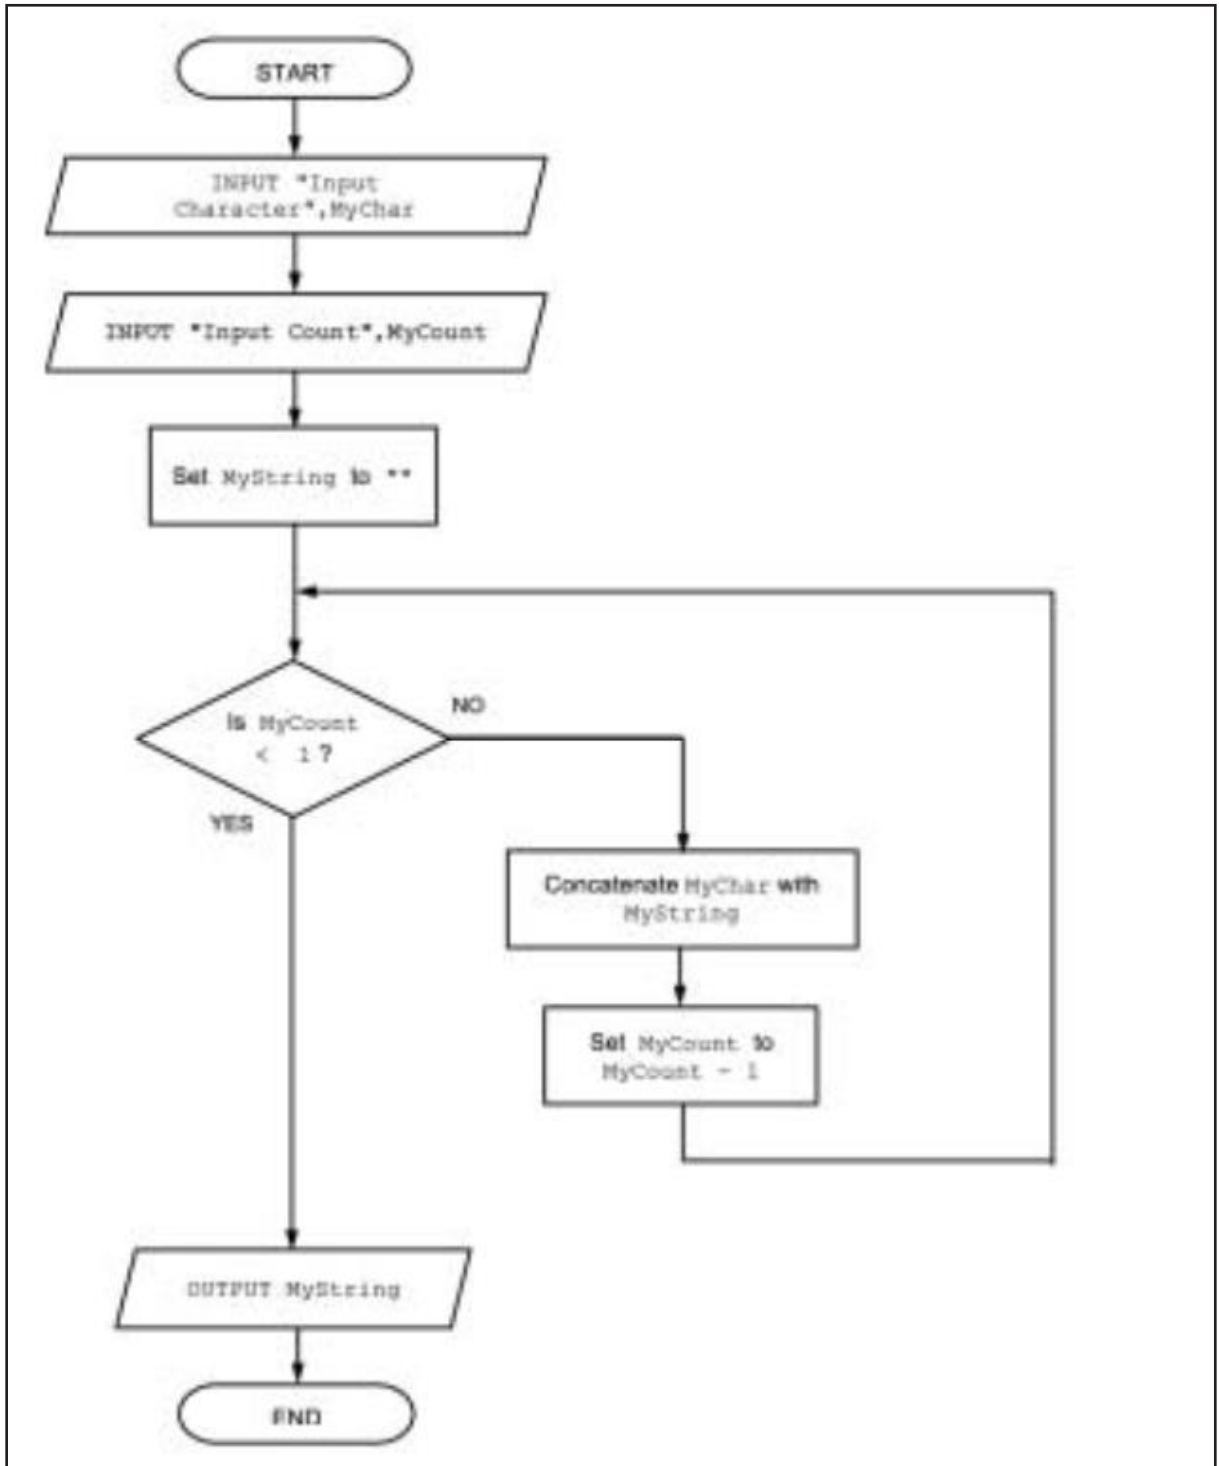 START
INPUT "Input
Character",MyChar
INPUT "Input Count",MyCount
Set MyString to ""
Is MyCount
< 1 ?
NO
YES
Concatenate MyChar with
MyString
Set MyCount to
MyCount - 1
OUTPUT MyString
END